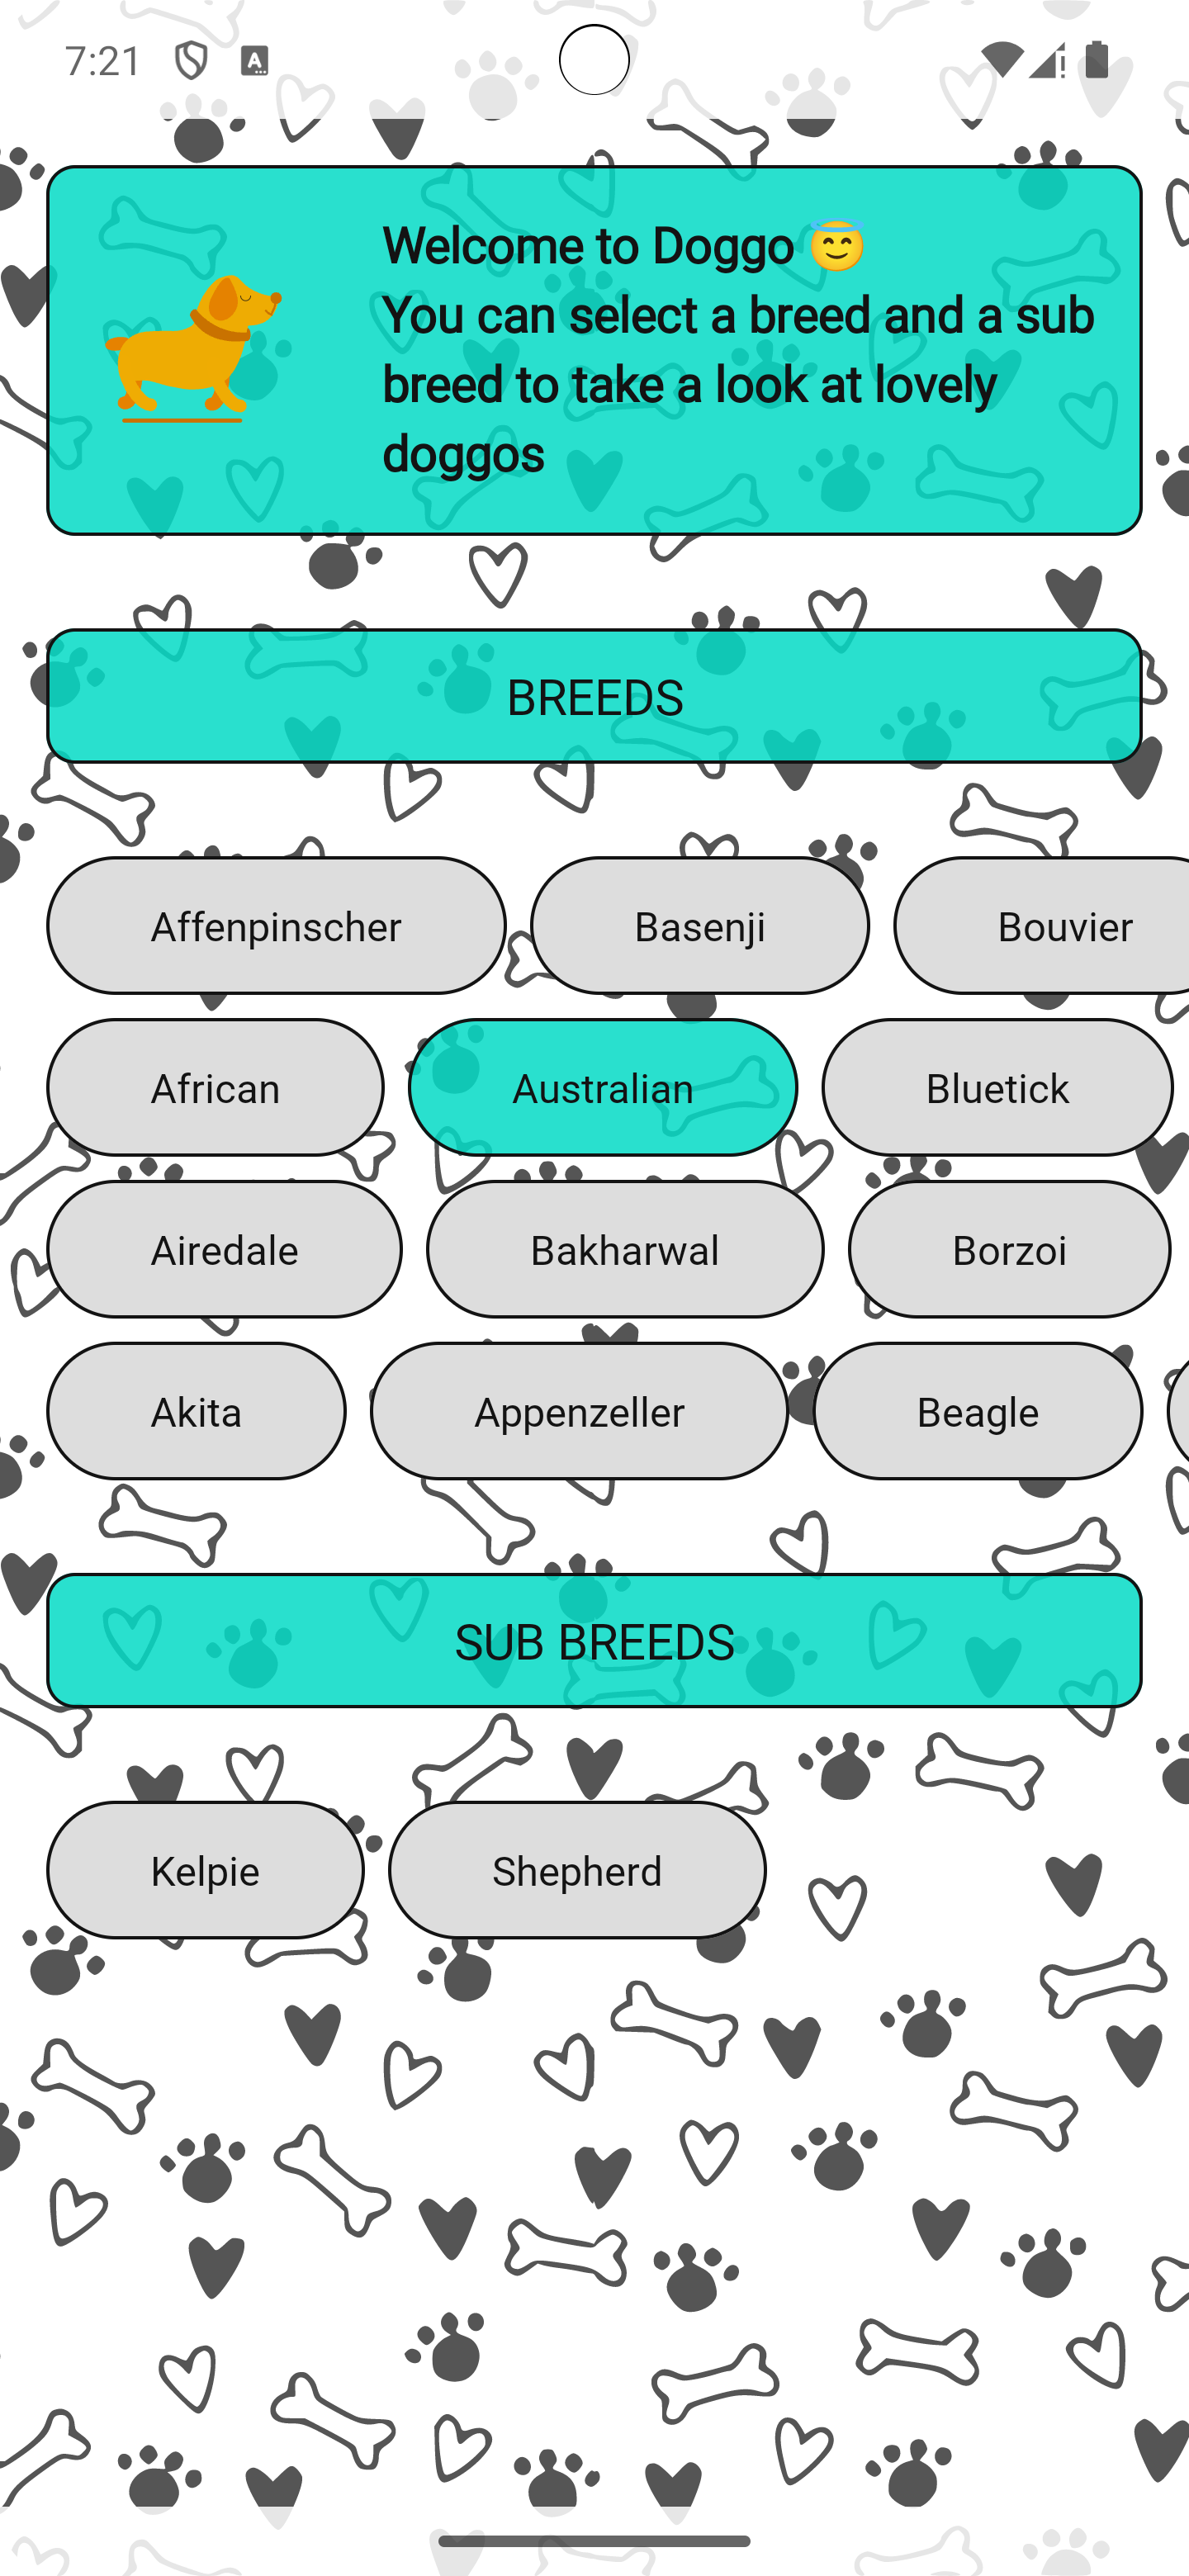 7:21
Welcome to Doggo 😇
You can select a breed and a sub
breed to take a look at lovely
doggos
BREEDS
Affenpinscher
Basenji
Bouvier
African
Australian
Bluetick
Airedale
Bakharwal
Borzoi
Akita
Appenzeller
Beagle
SUB BREEDS
Kelpie
Shepherd